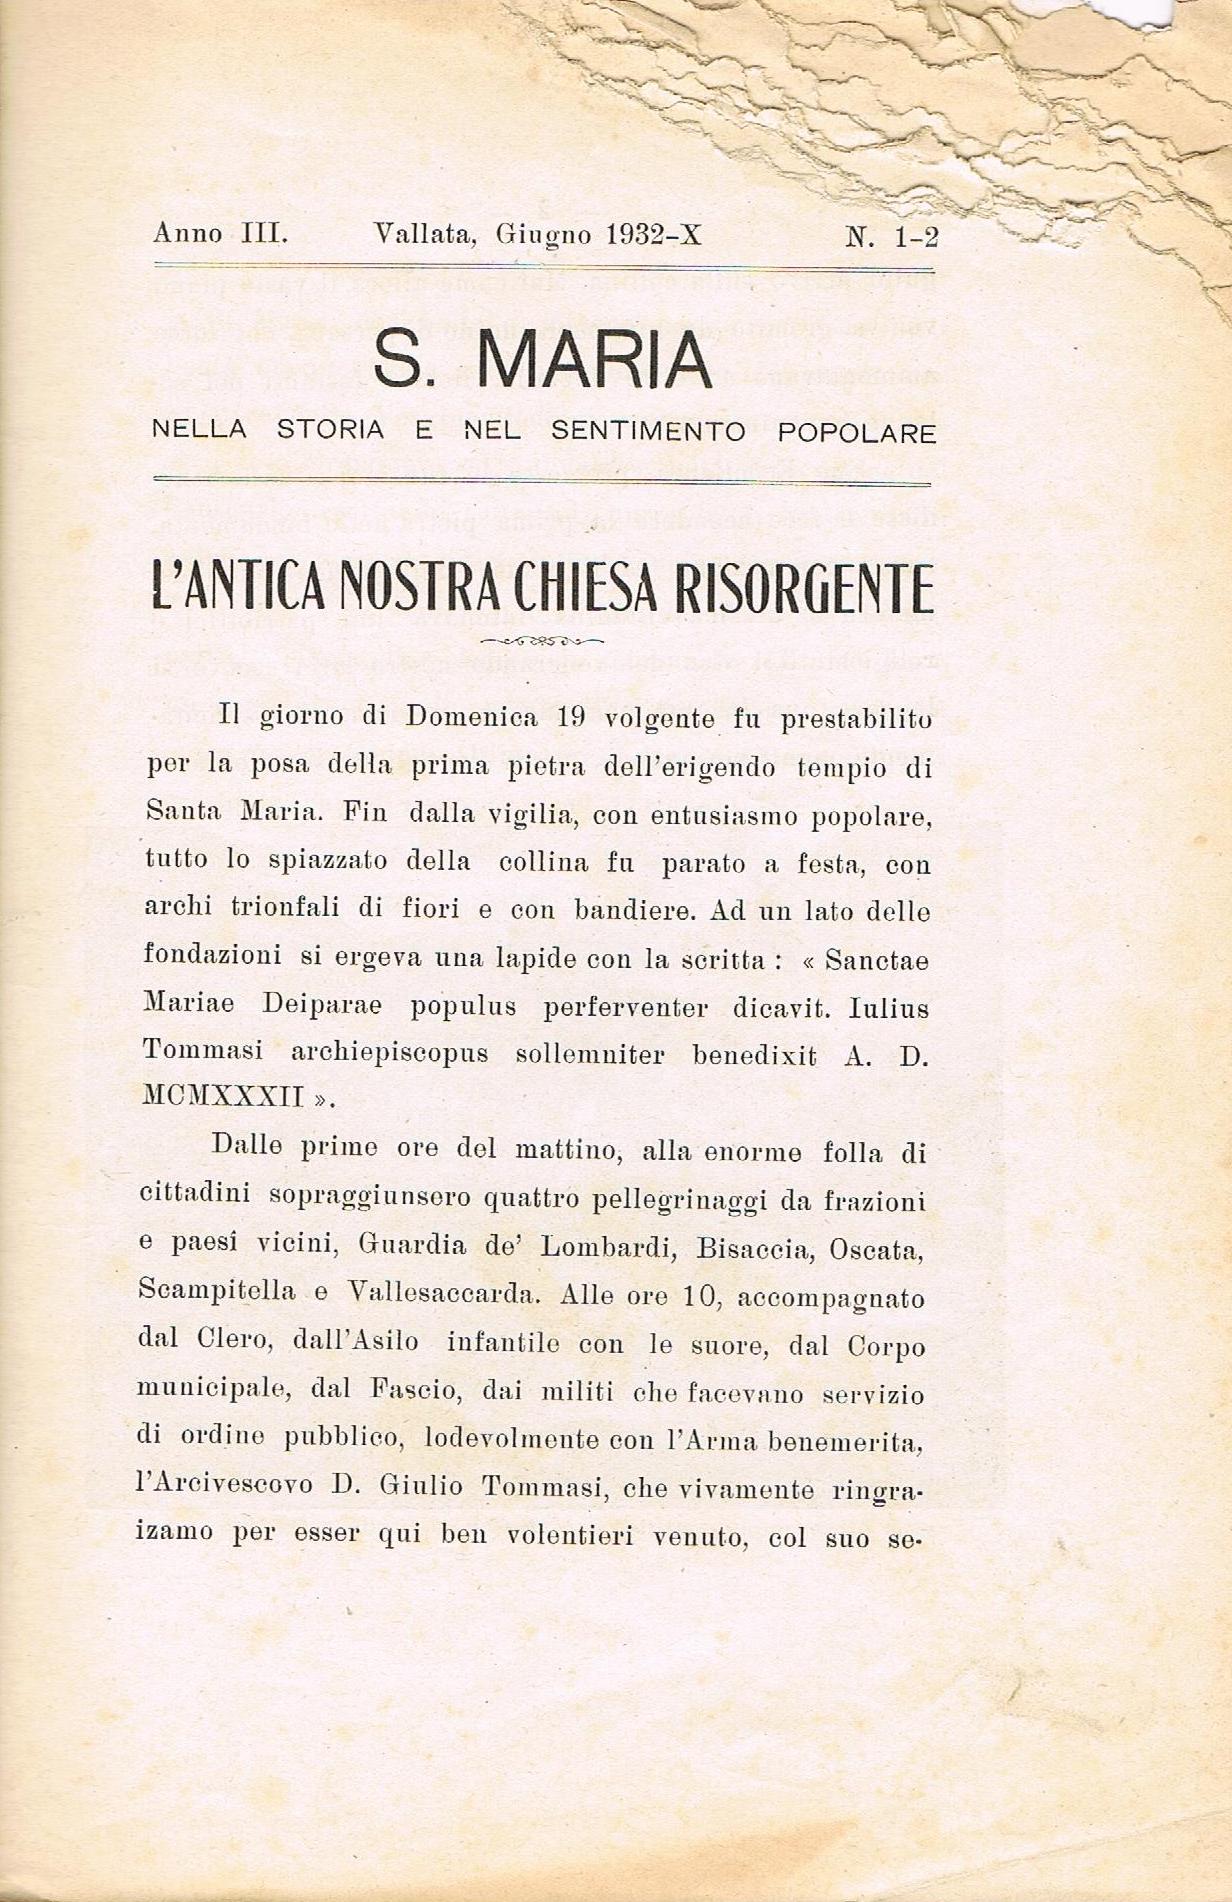 Anno III. Vallata, Giugno 1932-X N. 1-2
S. MARIA
NELLA STORIA E NEL SENTIMENTO POPOLARE
L'ANTICA NOSTRA CHIESA RISORGENTE
Il giorno di Domenica 19 volgente fu prestabilito
per la posa della prima pietra dell'erigendo tempio di
Santa Maria. Fin dalla vigilia, con entusiasmo popolare,
tutto lo spiazzato della collina fu parato a festa, con
archi trionfali di fiori e con bandiere. Ad un lato delle
fondazioni si ergeva una lapide con la scritta : « Sanctae
Mariae Deiparae populus perferventer dicavit. Iulius
Tommasi archiepiscopus sollemniter benedixit A. D.
MCMXXXII ».
Dalle prime ore del mattino, alla enorme folla di
cittadini sopraggiunsero quattro pellegrinaggi da frazioni
e paesi vicini, Guardia de' Lombardi, Bisaccia, Oscata,
Scampitella e Vallesaccarda. Alle ore 10, accompagnato
dal Clero, dall'Asilo infantile con le suore, dal Corpo
municipale, dal Fascio, dai militi che facevano servizio
di ordine pubblico, lodevolmente con l'Arma benemerita,
l'Arcivescovo D. Giulio Tommasi, che vivamente ringra-
izamo per esser qui ben volentieri venuto, col suo se-